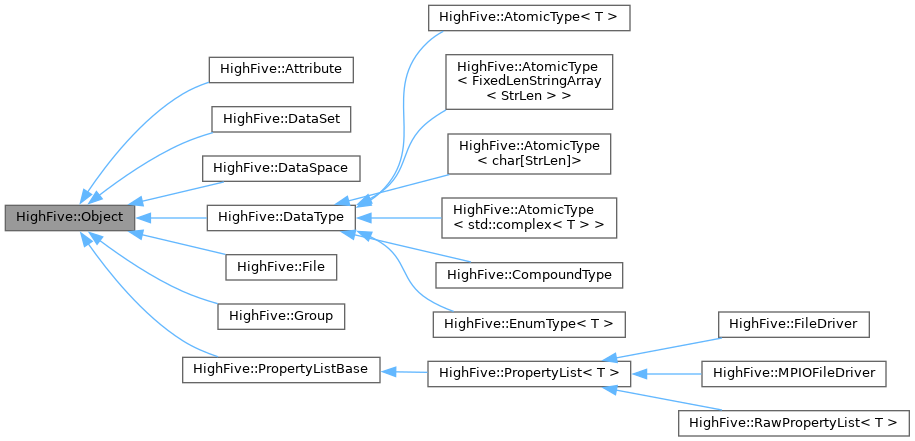 HighFive::Object
HighFive::Attribute
HighFive::DataSet
HighFive::DataSpace
HighFive::DataType
HighFive::File
HighFive::Group
HighFive::PropertyListBase
HighFive::AtomicType< T >
HighFive::AtomicType
< FixedLenStringArray
< StrLen > >
HighFive::AtomicType
< char[StrLen]>
HighFive::AtomicType
< std::complex< T > >
HighFive::CompoundType
HighFive::EnumType< T >
HighFive::PropertyList< T >
HighFive::FileDriver
HighFive::MPIOFileDriver
HighFive::RawPropertyList< T >